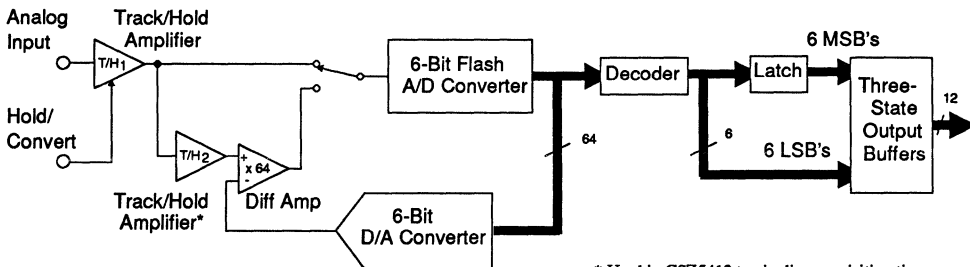 Analog
Input
Track/Hold
Amplifier
T/H1
Hold/
Convert
T/H2
+
x 64
-
Track/Hold
Amplifier*
Diff Amp
6-Bit Flash
A/D Converter
6-Bit
D/A Converter
64
Decoder
6
Latch
6 MSB's
6 LSB's
Three-
State
Output
Buffers
12